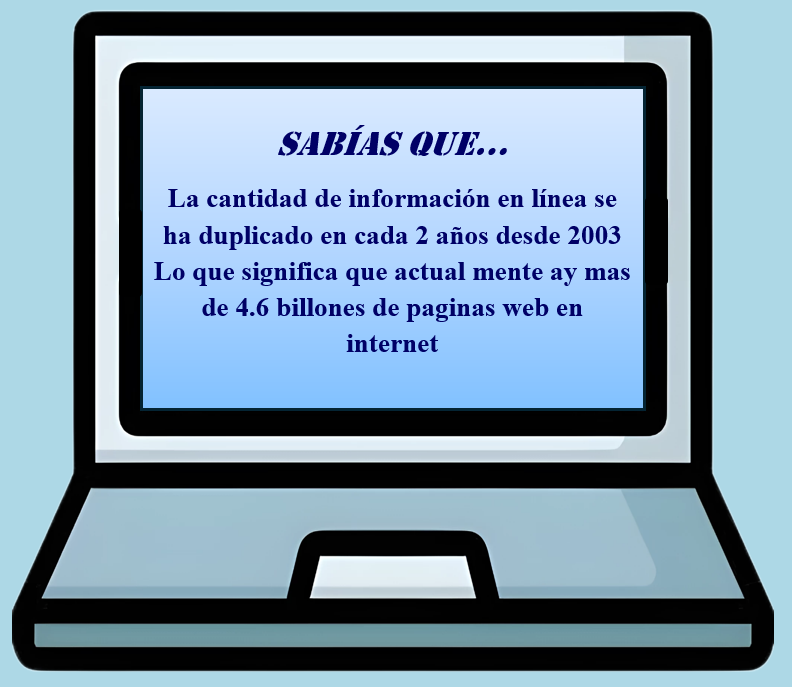 SABÍAS QUE...
La cantidad de información en línea se
ha duplicado en cada 2 años desde 2003
Lo que significa que actual mente ay mas
de 4.6 billones de paginas web en
internet